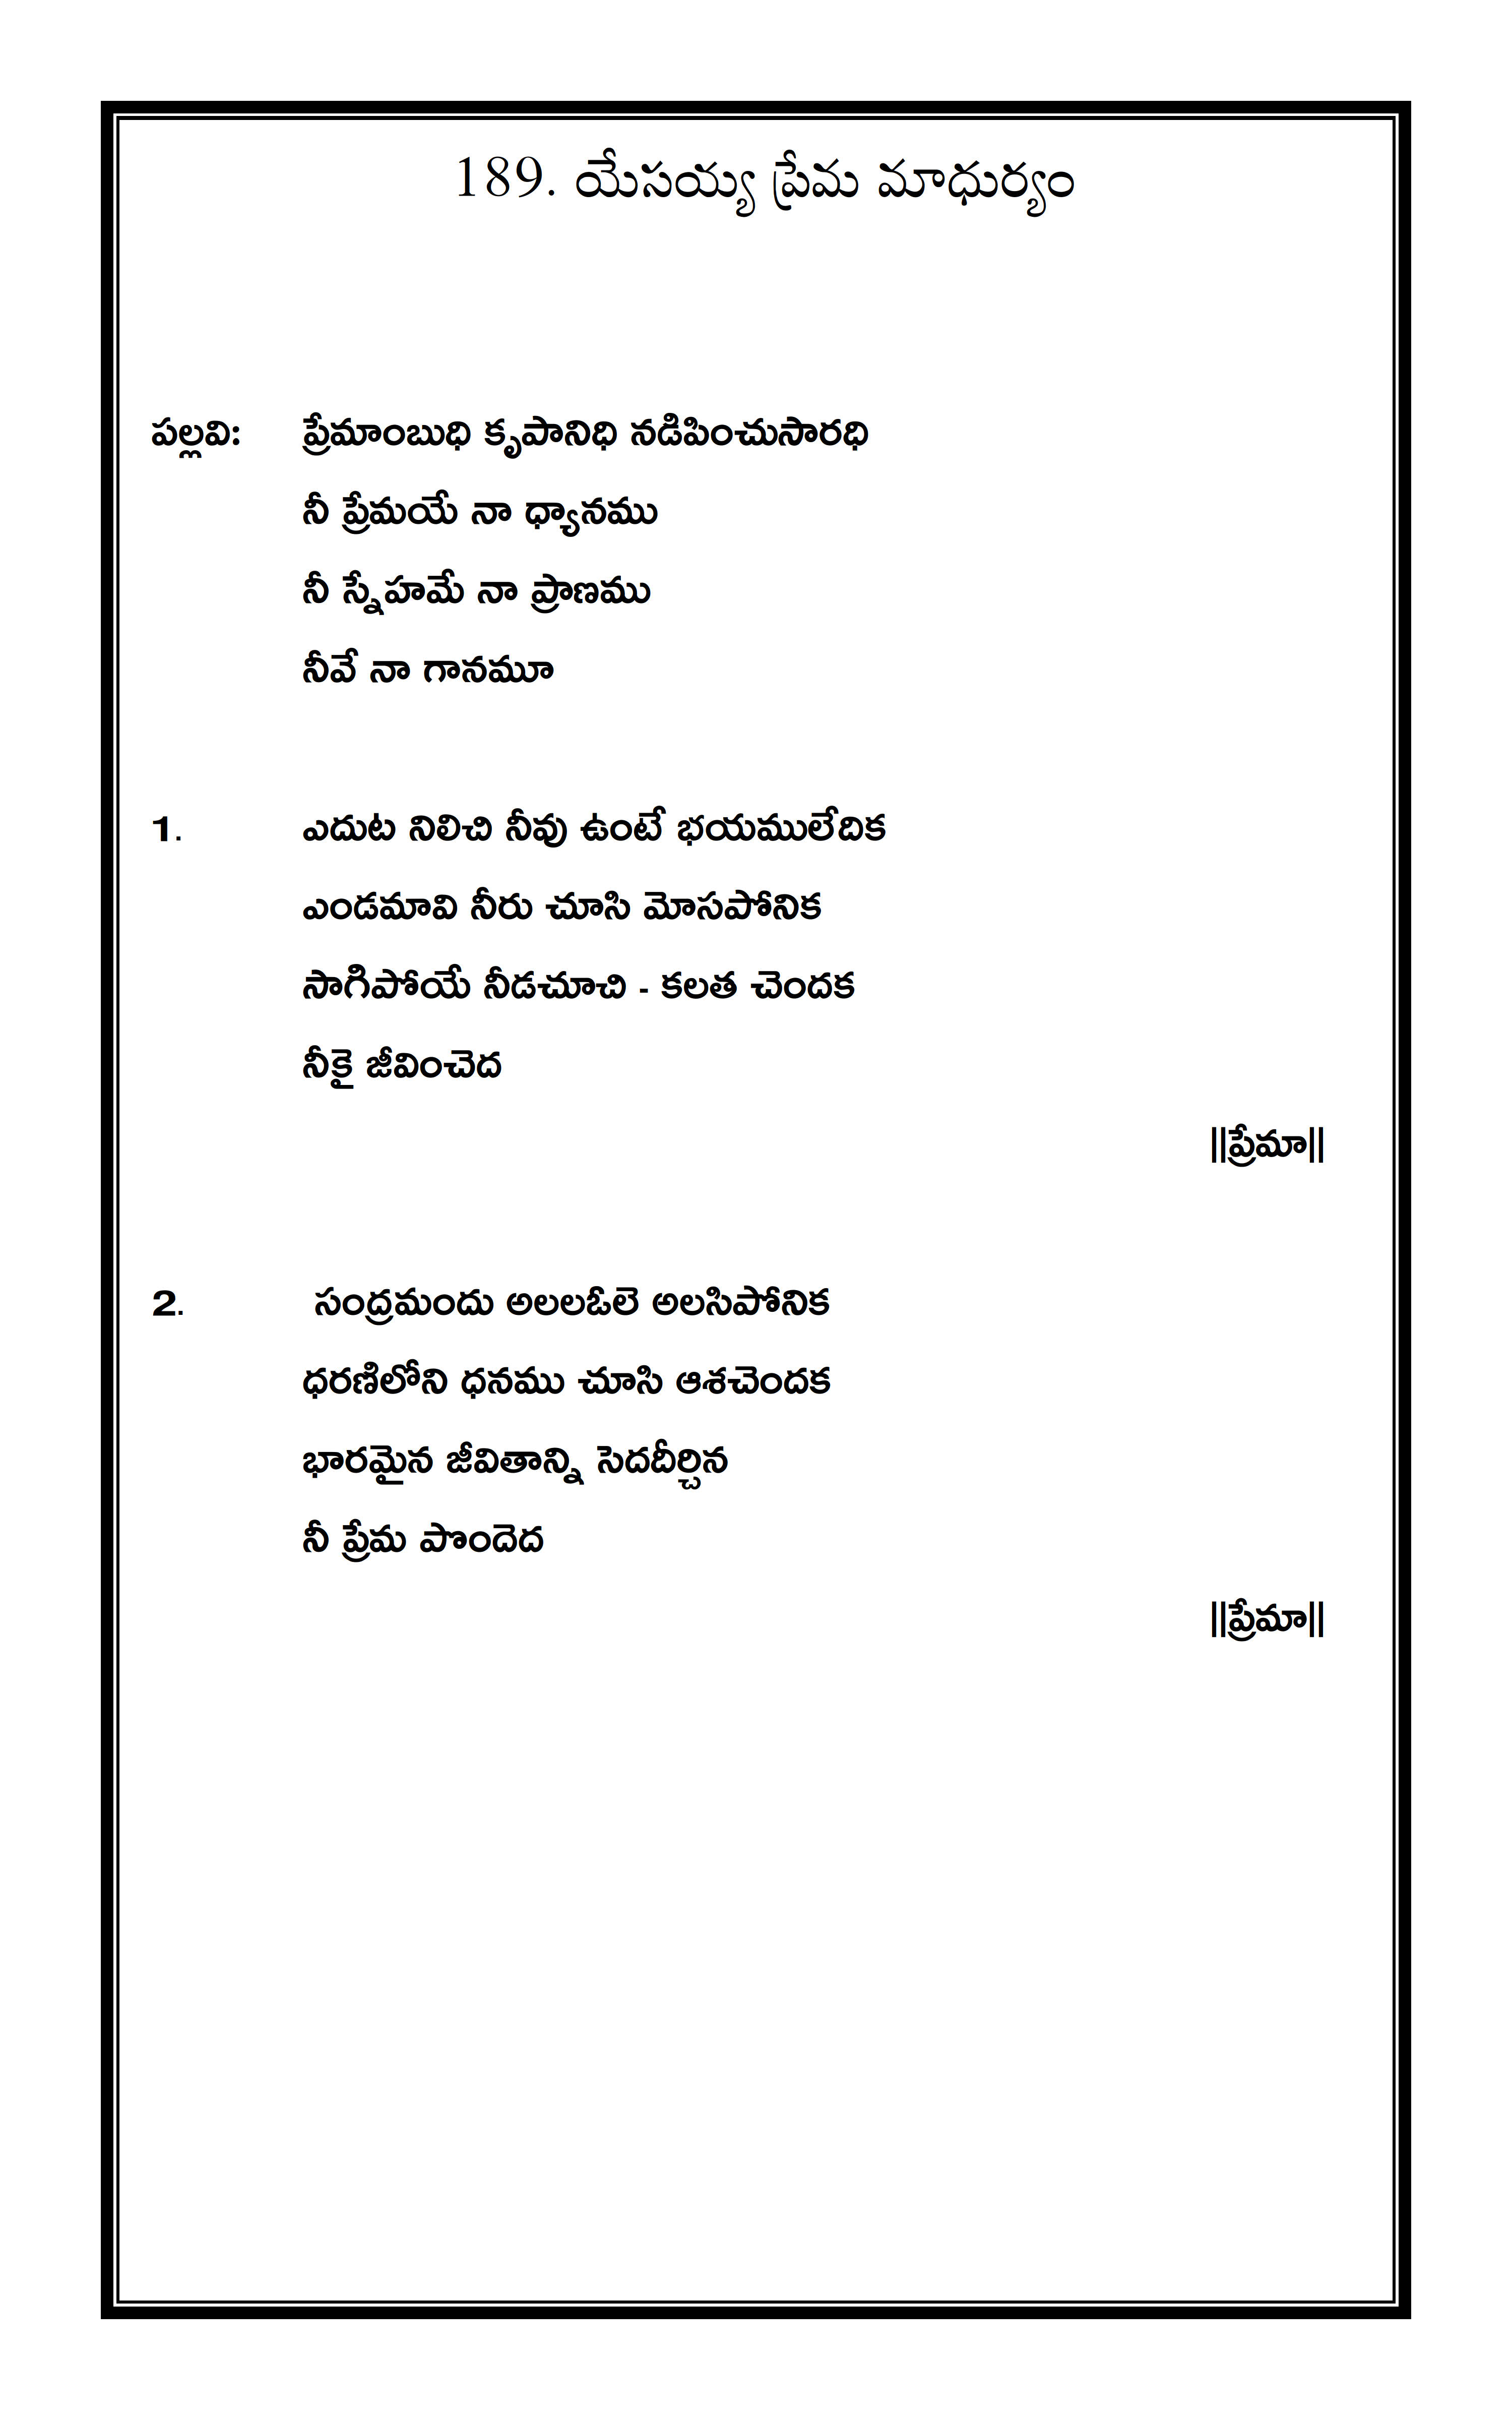 189. యేసయ్య ప్రేమ మాధుర్యం
పల్లవి: ప్రేమాంబుధి కృపానిధి నడిపించుసారధి
నీ ప్రేమయే నా ధ్యానము
నీ స్నేహమే నా ప్రాణము
నీవే నా గానమూ
1. ఎదుట నిలిచి నీవు ఉంటే భయములేదిక
ఎండమావి నీరు చూసి మోసపోనిక
సాగిపోయే నీడచూచి - కలత చెందక
నీకై జీవించెద
||ప్రేమా||
2. సంద్రమందు అలలఓలె అలసిపోనిక
ధరణిలోని ధనము చూసి ఆశచెందక
భారమైన జీవితాన్ని సెదదీర్చిన
నీ ప్రేమ పొందెద
||ప్రేమా||